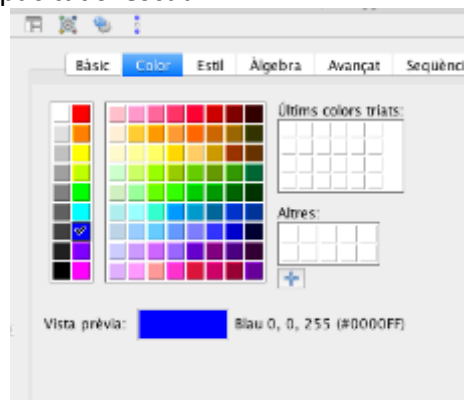 Bàsic Color Estil Àlgebra Avançat Seqüènci
Últims colors triats:
Altres:
Vista prèvia: Blau 0, 0, 255 (#0000FF)